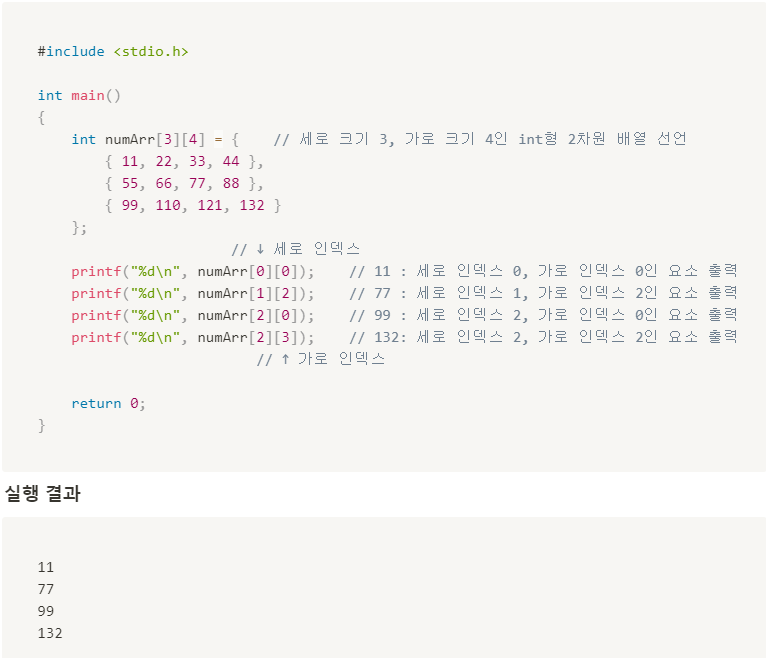 #include <stdio.h>
int main()
{
    int numArr[3][4] = {    // 세로 크기 3, 가로 크기 4인 int형 2차원 배열 선언
        { 11, 22, 33, 44 },
        { 55, 66, 77, 88 },
        { 99, 110, 121, 132 }
    };
                       // ↓ 세로 인덱스
    printf("%d\n", numArr[0][0]);    // 11 : 세로 인덱스 0, 가로 인덱스 0인 요소 출력
    printf("%d\n", numArr[1][2]);    // 77 : 세로 인덱스 1, 가로 인덱스 2인 요소 출력
    printf("%d\n", numArr[2][0]);    // 99 : 세로 인덱스 2, 가로 인덱스 0인 요소 출력
    printf("%d\n", numArr[2][3]);    // 132: 세로 인덱스 2, 가로 인덱스 2인 요소 출력
                          // ↑ 가로 인덱스
    return 0;
}
실행 결과
11
77
99
132